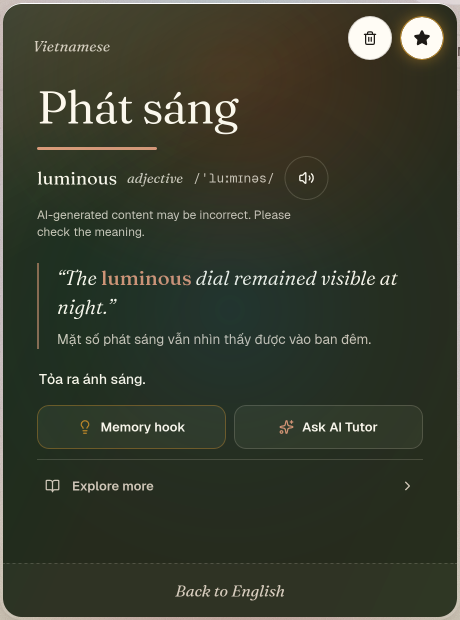 Vietnamese
Phát sáng
luminous adjective /ˈluːmɪnəs/
AI-generated content may be incorrect. Please
check the meaning.
“The luminous dial remained visible at
night.”
Mặt số phát sáng vẫn nhìn thấy được vào ban đêm.
Tỏa ra ánh sáng.
Memory hook
Ask AI Tutor
Explore more
Back to English